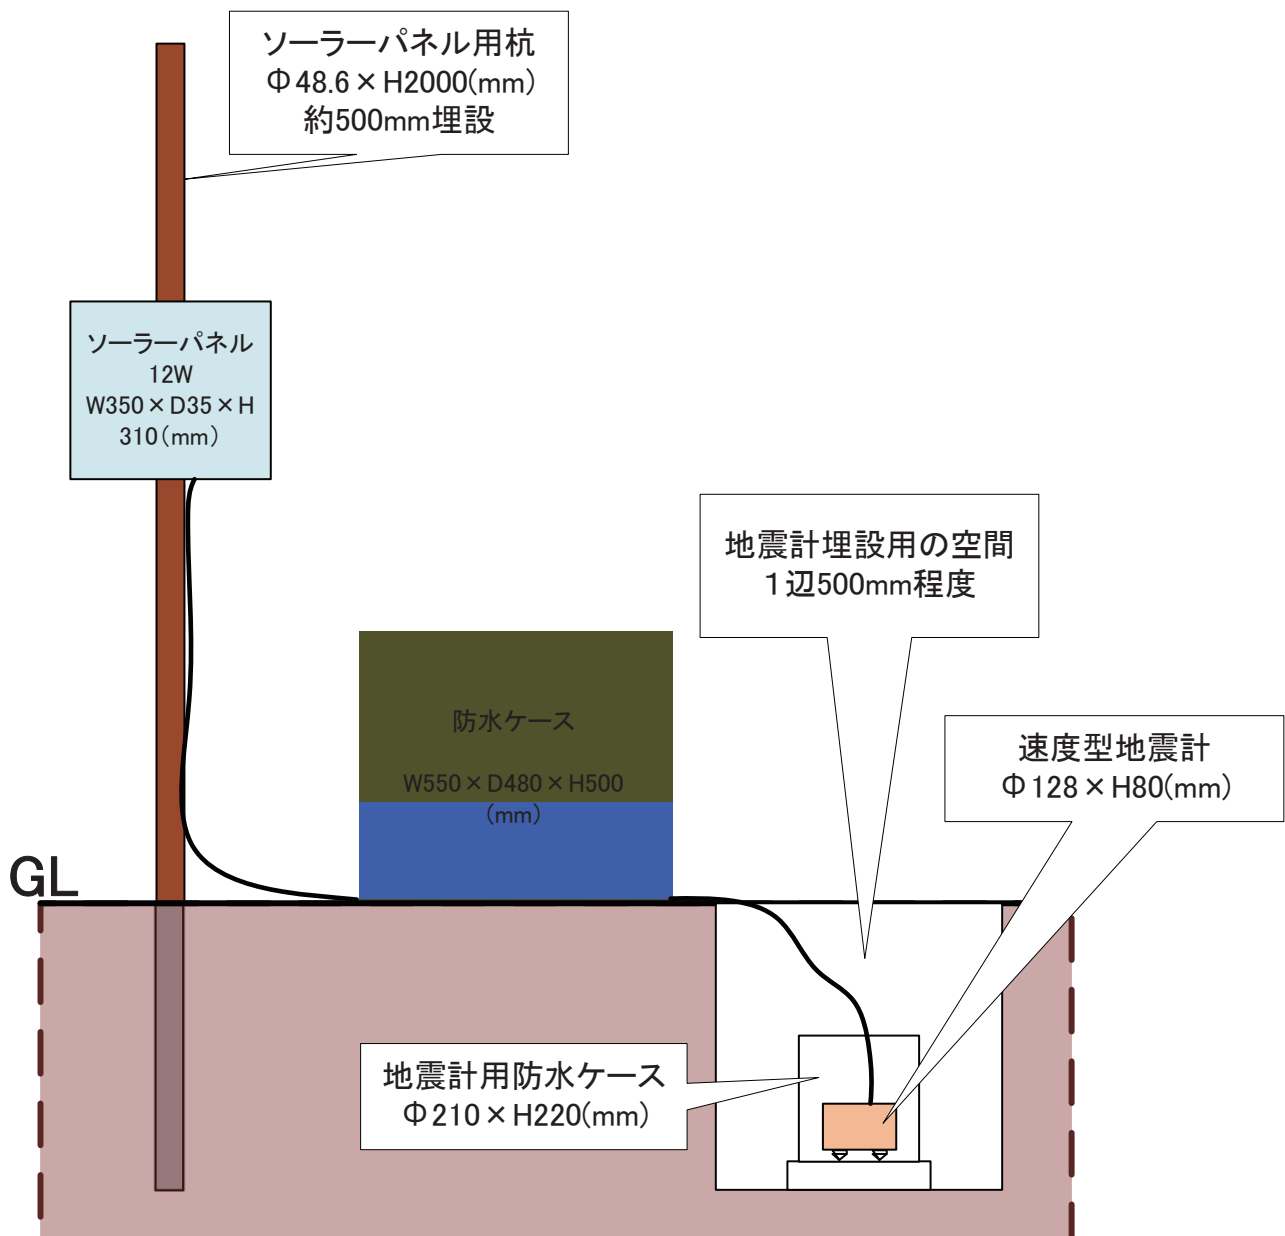 ソーラーパネル用杭
Φ48.6×H2000(mm)
約500mm埋設
ソーラーパネル
12W
W350×D35×H
310(mm)
地震計埋設用の空間
1辺500mm程度
防水ケース
W550×D480×H500
(mm)
速度型地震計
Φ128×H80(mm)
GL
地震計用防水ケース
Φ210×H220(mm)